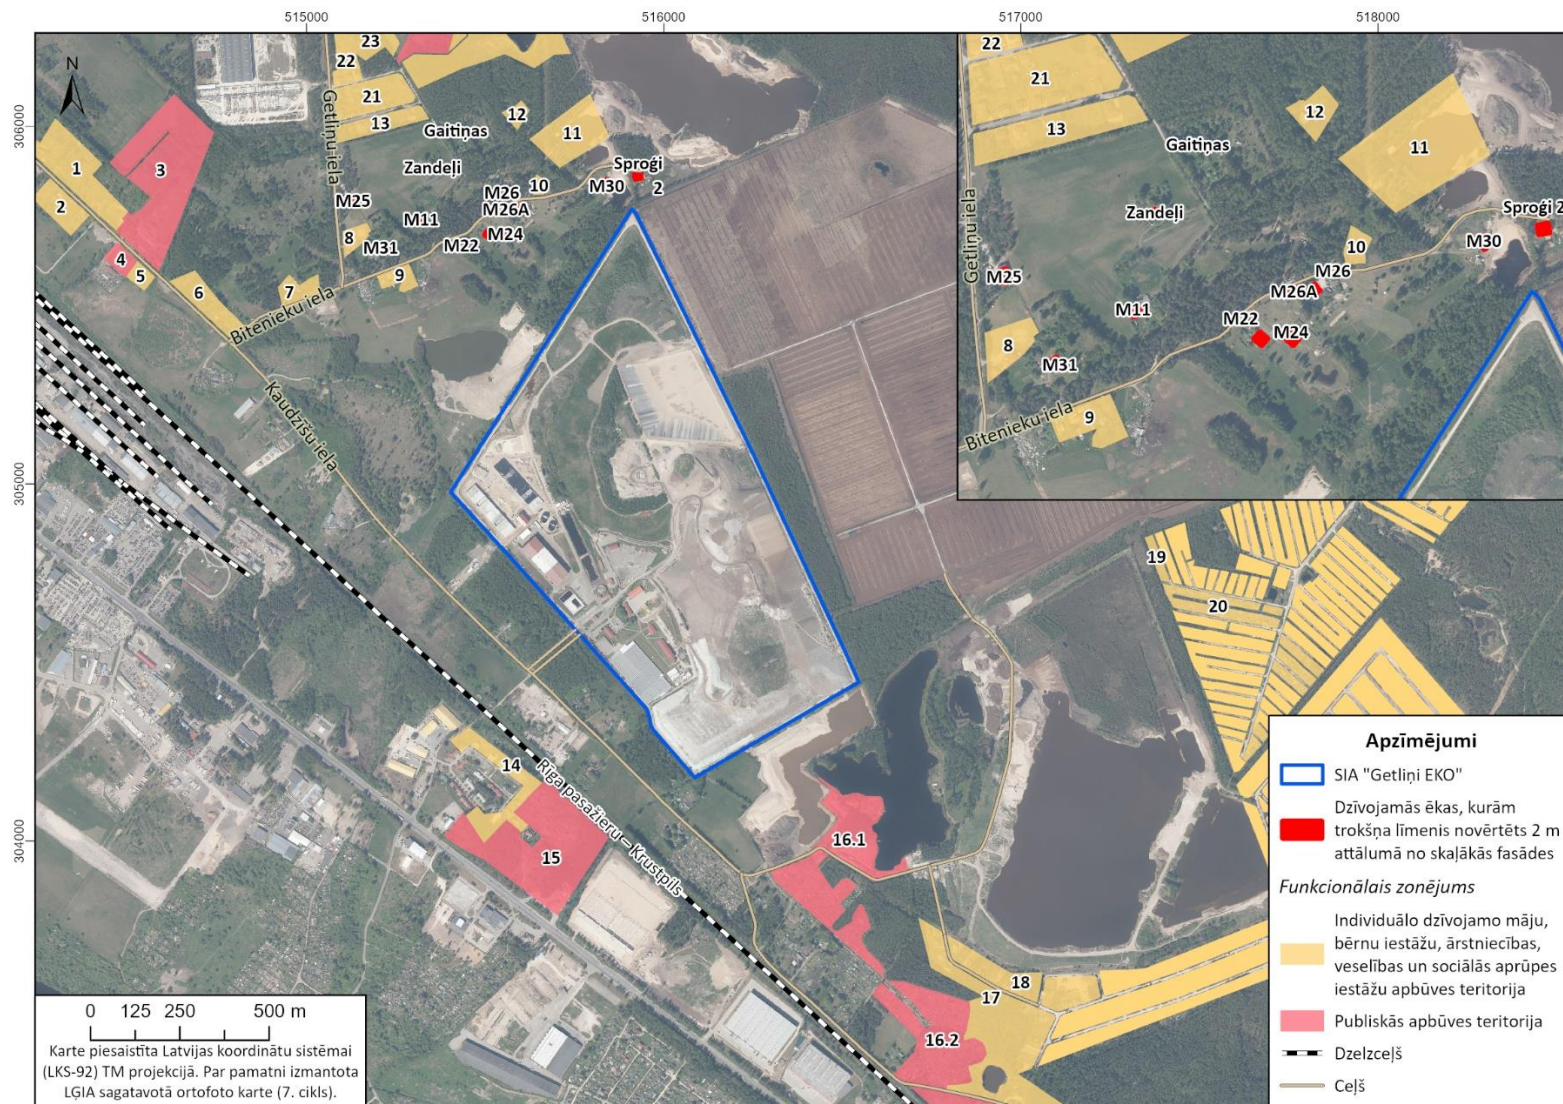 515000
516000
517000
518000
306000
305000
304000
N
23
22
21
13
12
11
Getliņu iela
Gaitiņas
Zandeļi
Sproģi
2
1
2
3
4
5
6
7
8
9
10
M25
M11
M31
M26
M26A
M22
M24
M30
Bitenieku iela
Kaudzīšu iela
22
21
13
12
11
Gaitiņas
Getliņu iela
Zandeļi
Sproģi 2
10
M30
M25
M26
M26A
M11
M22
M24
8
M31
9
Bitenieku iela
19
20
14
15
Rīga pasažieru – Krustpils
16.1
16.2
17
18
0 125 250 500 m
Karte piesaistīta Latvijas koordinātu sistēmai
(LKS-92) TM projekcijā. Par pamatni izmantota
LĢIA sagatavotā ortofoto karte (7. cikls).
Apzīmējumi
SIA "Getliņi EKO"
Dzīvojamās ēkas, kurām
trokšņa līmenis novērtēts 2 m
attālumā no skaļākās fasādes
Funkcionālais zonējums
Individuālo dzīvojamo māju,
bērnu iestāžu, ārstniecības,
veselības un sociālās aprūpes
iestāžu apbūves teritorija
Publiskās apbūves teritorija
Dzelzceļš
Ceļš